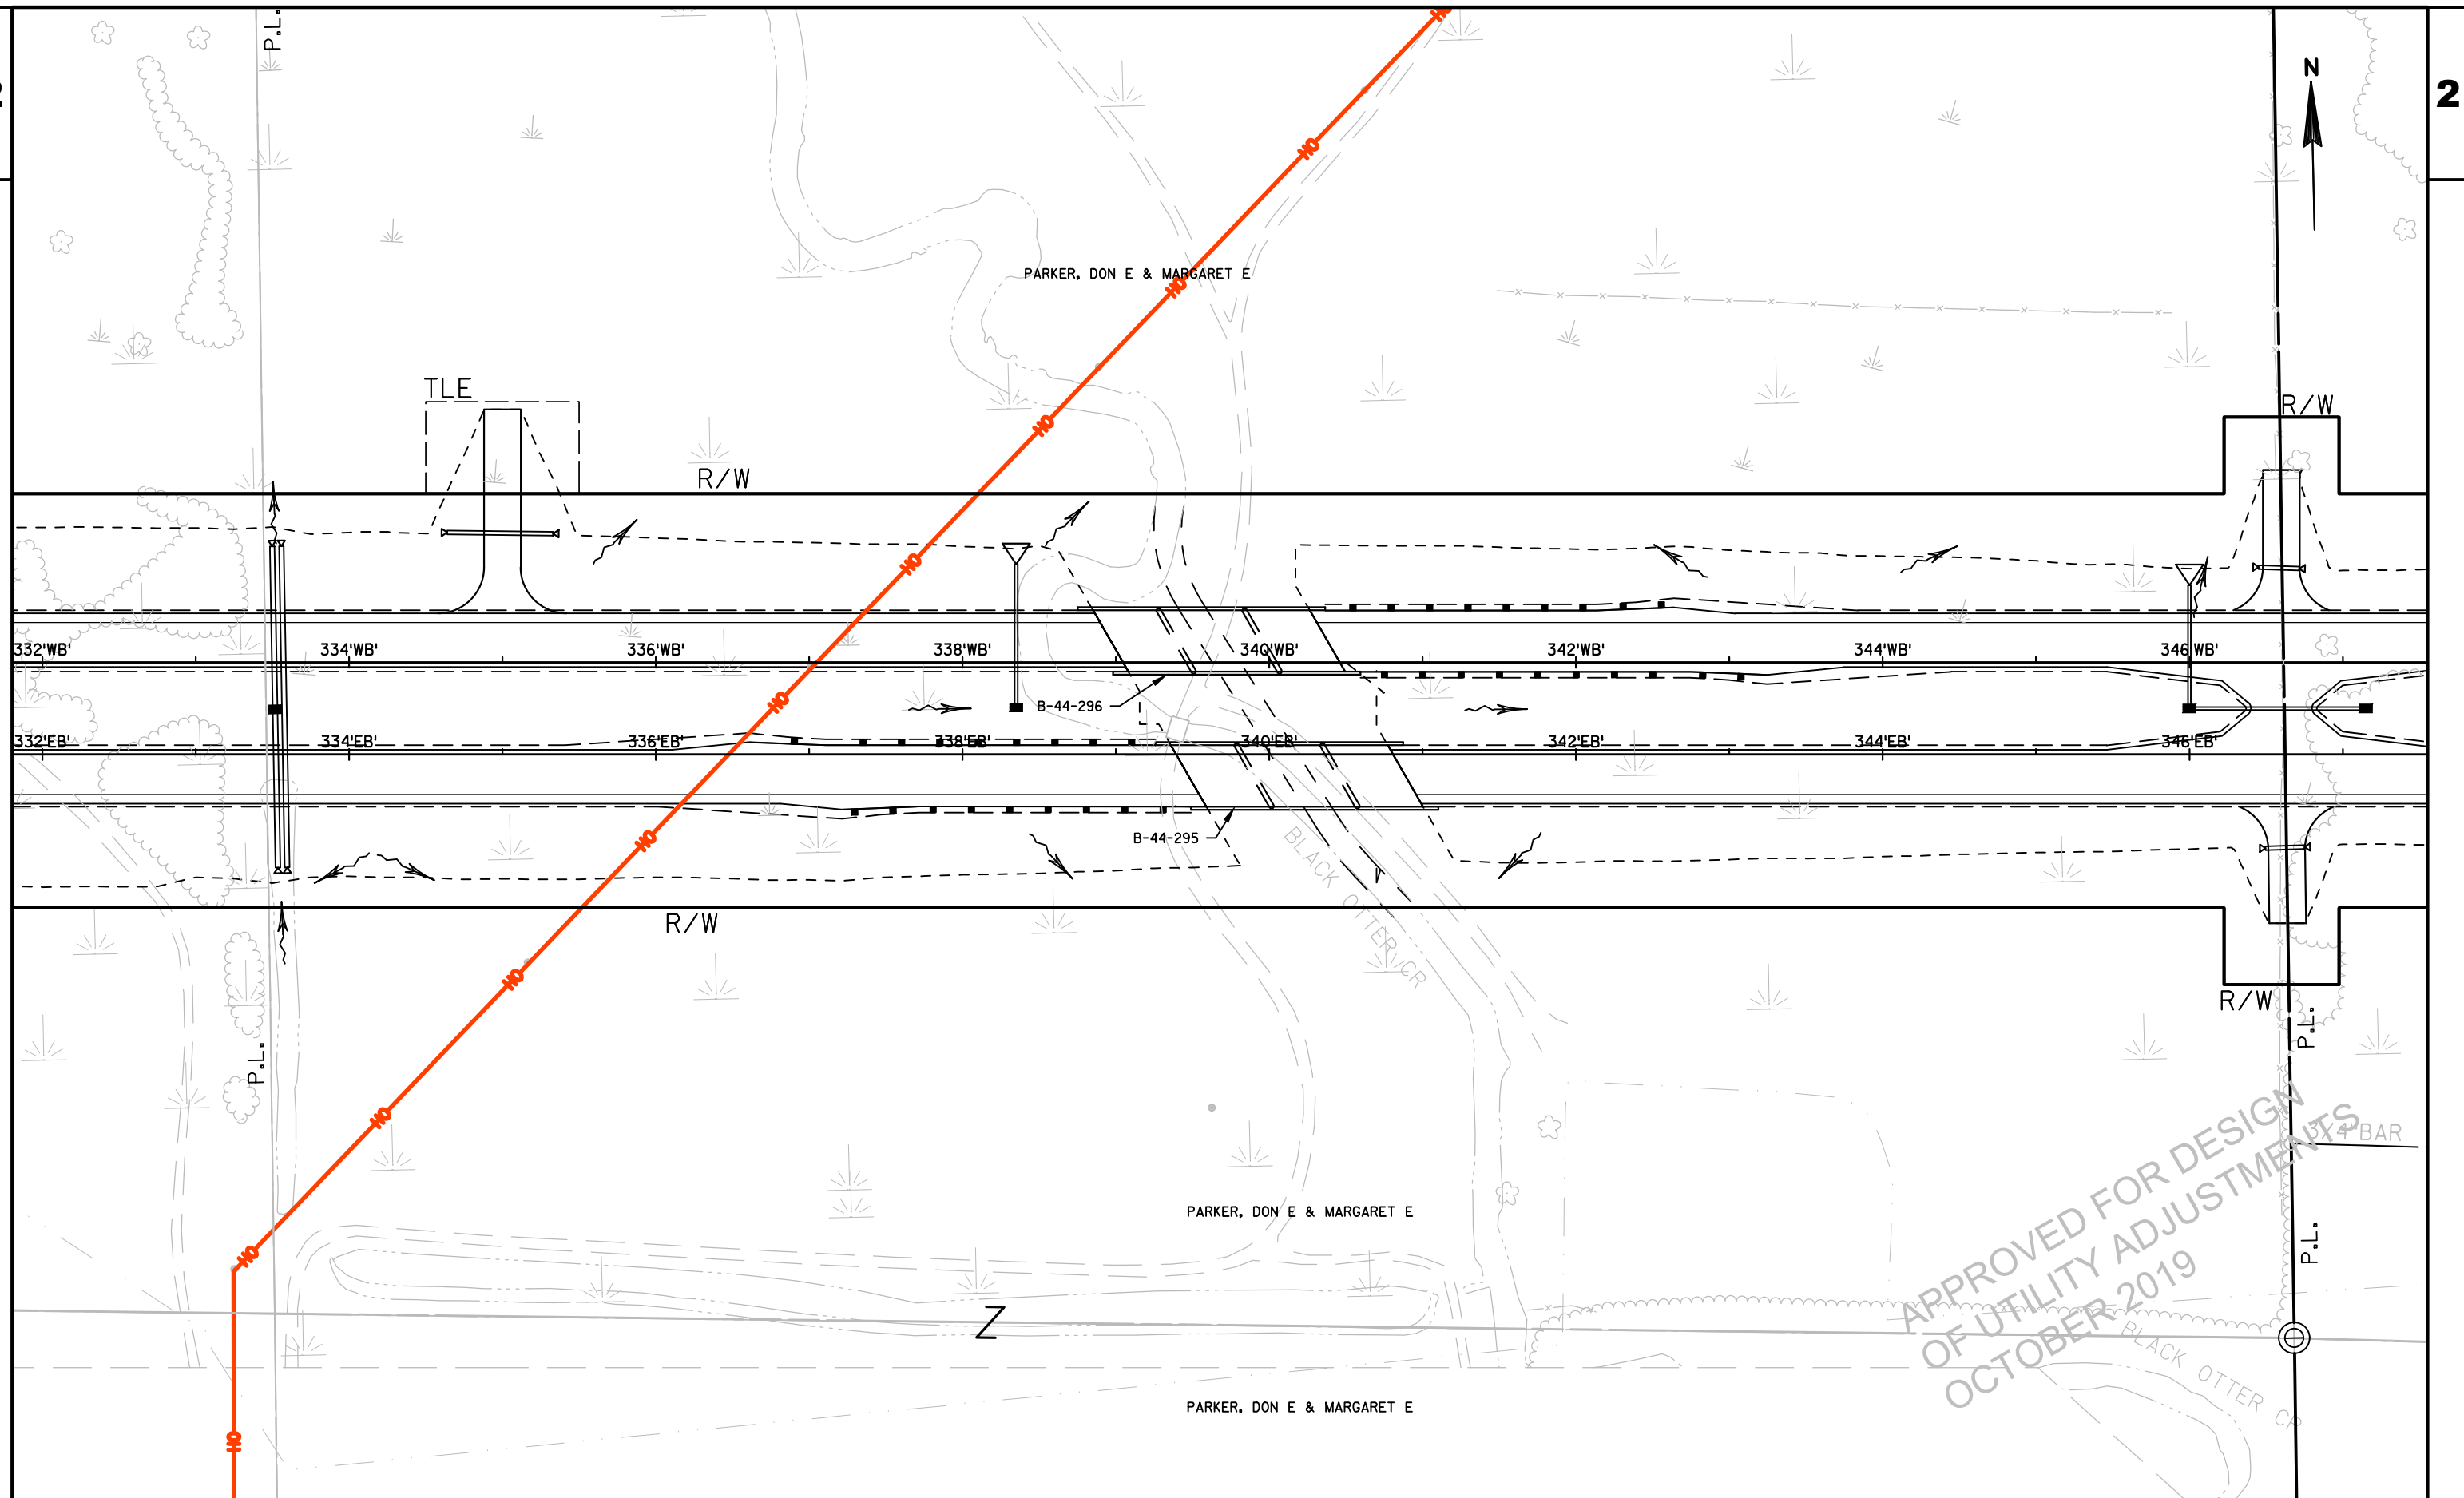 P.L.
N
2
PARKER, DON E & MARGARET E
TLE
R/W
R/W
332'WB'
334'WB'
336'WB'
338'WB'
340'WB'
342'WB'
344'WB'
346'WB'
B-44-296
332'EB'
334'EB'
336'EB'
338'EB'
340'EB'
342'EB'
344'EB'
346'EB'
B-44-295
BLACK OTTER CR
R/W
R/W
P.L.
P.L.
3X4"BAR
APPROVED FOR DESIGN
OF UTILITY ADJUSTMENTS
OCTOBER 2019
PARKER, DON E & MARGARET E
P.L.
Z
BLACK OTTER CR
PARKER, DON E & MARGARET E